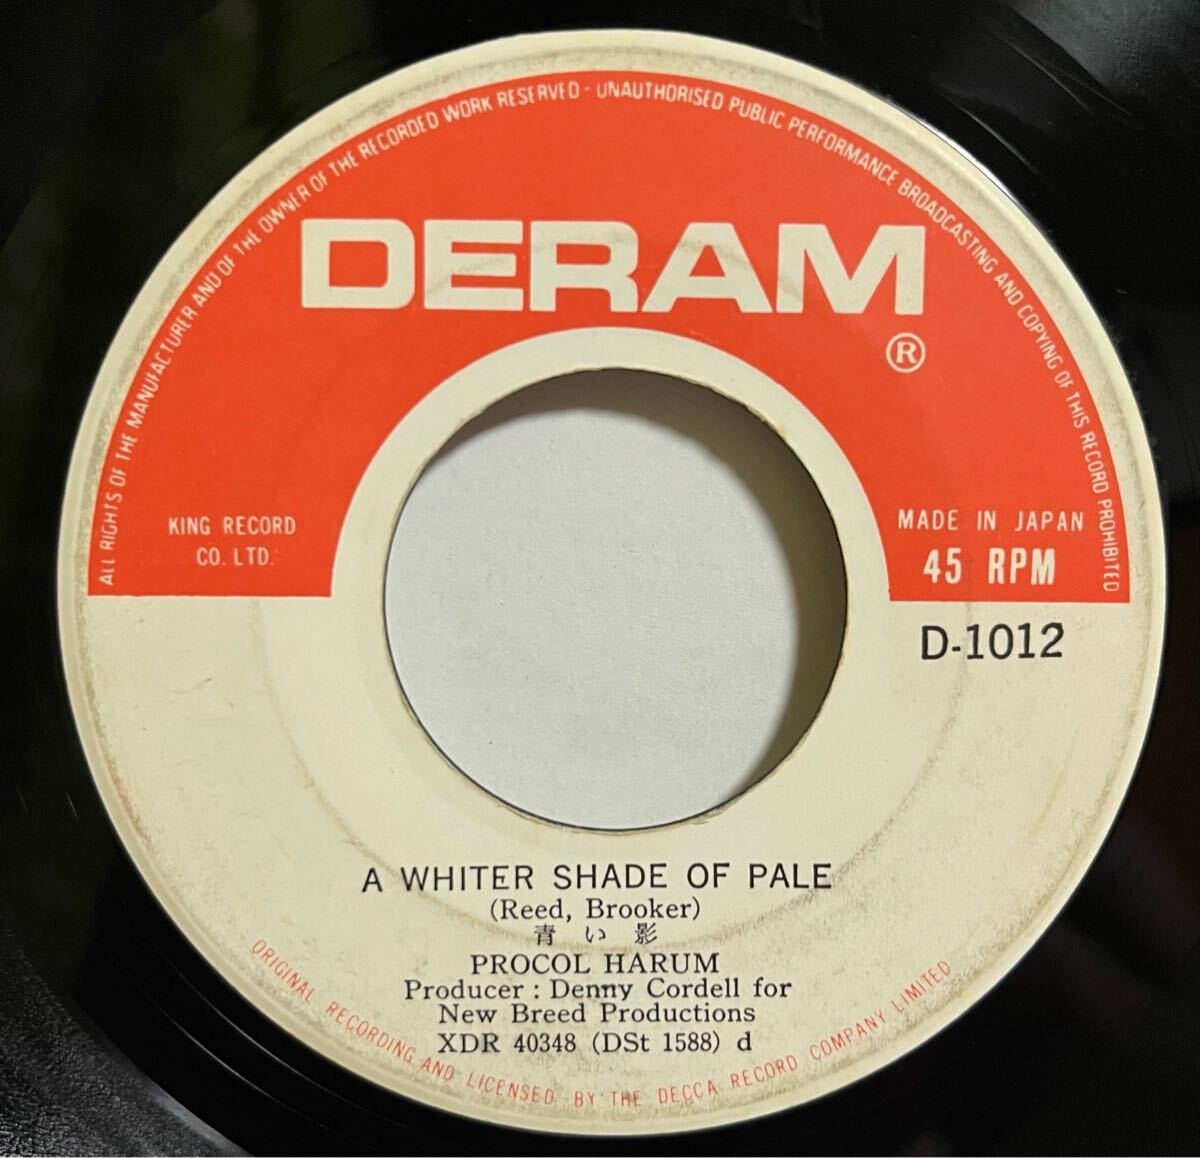 ALL RIGHTS OF THE MANUFACTURER AND OF THE OWNER OF THE RECORDED WORK RESERVED · UNAUTHORISED PUBLIC PERFORMANCE BROADCASTING AND COPYING OF THIS RECORD PROHIBITED
DERAM
®
KING RECORD
CO. LTD.
MADE IN JAPAN
45 RPM
D-1012
A WHITER SHADE OF PALE
(Reed, Brooker)
青い影
PROCOL HARUM
Producer : Denny Cordell for
New Breed Productions
XDR 40348 (DSt 1588) d
ORIGINAL RECORDING AND LICENSED BY THE DECCA RECORD COMPANY LIMITED